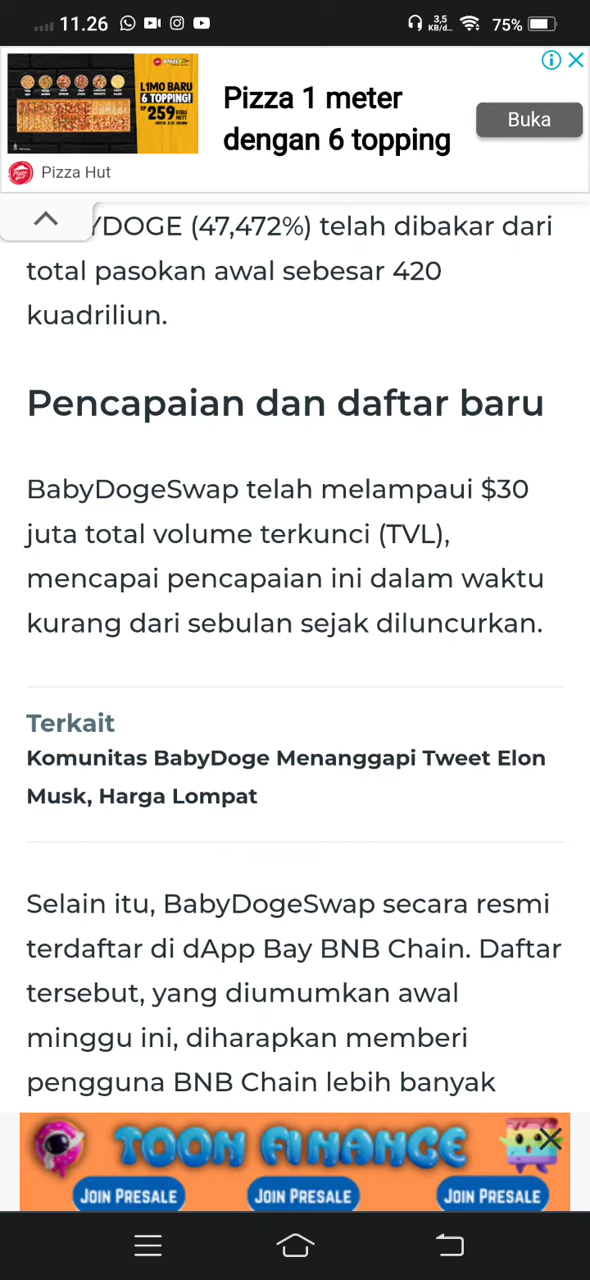 11.26
3,5
KB/d
75%
PHD
L1MO BARU
6 TOPPING!
259
Pizza 1 meter
dengan 6 topping
Buka
Pizza Hut
YDOGE (47,472%) telah dibakar dari
total pasokan awal sebesar 420
kuadriliun.
Pencapaian dan daftar baru
BabyDogeSwap telah melampaui $30
juta total volume terkunci (TVL),
mencapai pencapaian ini dalam waktu
kurang dari sebulan sejak diluncurkan.
Terkait
Komunitas BabyDoge Menanggapi Tweet Elon
Musk, Harga Lompat
Selain itu, BabyDogeSwap secara resmi
terdaftar di dApp Bay BNB Chain. Daftar
tersebut, yang diumumkan awal
minggu ini, diharapkan memberi
pengguna BNB Chain lebih banyak
TOON FINANCE
JOIN PRESALE JOIN PRESALE JOIN PRESALE